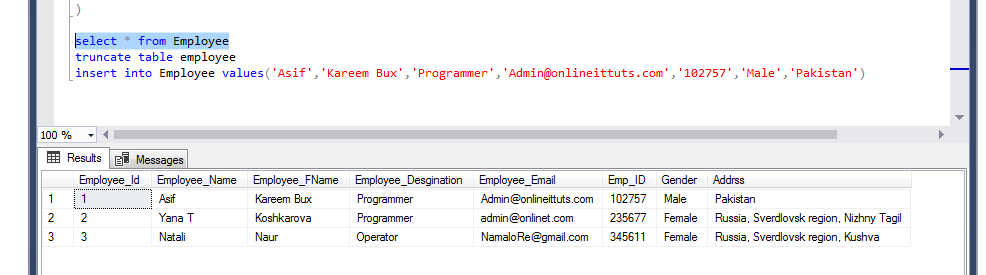 )
select * from Employee
truncate table employee
insert into Employee values('Asif','Kareem Bux','Programmer','Admin@onlineittuts.com','102757','Male','Pakistan')
100 %
Results Messages
Employee_Id Employee_Name Employee_FName Employee_Desgination Employee_Email Emp_ID Gender Addrss
1 1 Asif Kareem Bux Programmer Admin@onlineittuts.com 102757 Male Pakistan
2 2 Yana T Koshkarova Programmer admin@onlinet.com 235677 Female Russia, Sverdlovsk region, Nizhny Tagil
3 3 Natali Naur Operator NamaloRe@gmail.com 345611 Female Russia, Sverdlovsk region, Kushva